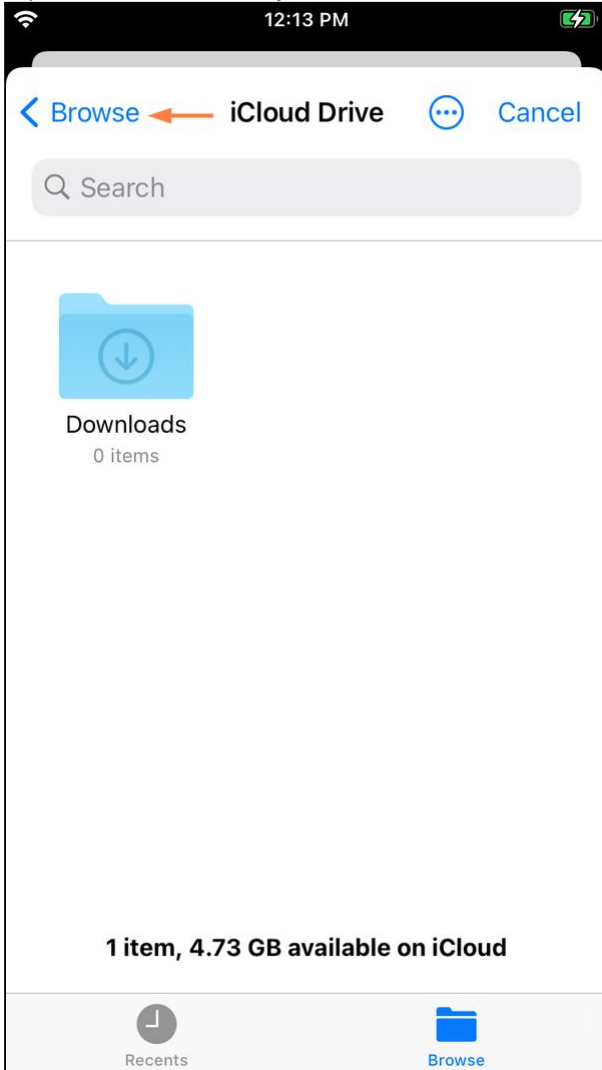 12:13 PM
Browse iCloud Drive Cancel
Search
Downloads
0 items
1 item, 4.73 GB available on iCloud
Recents Browse